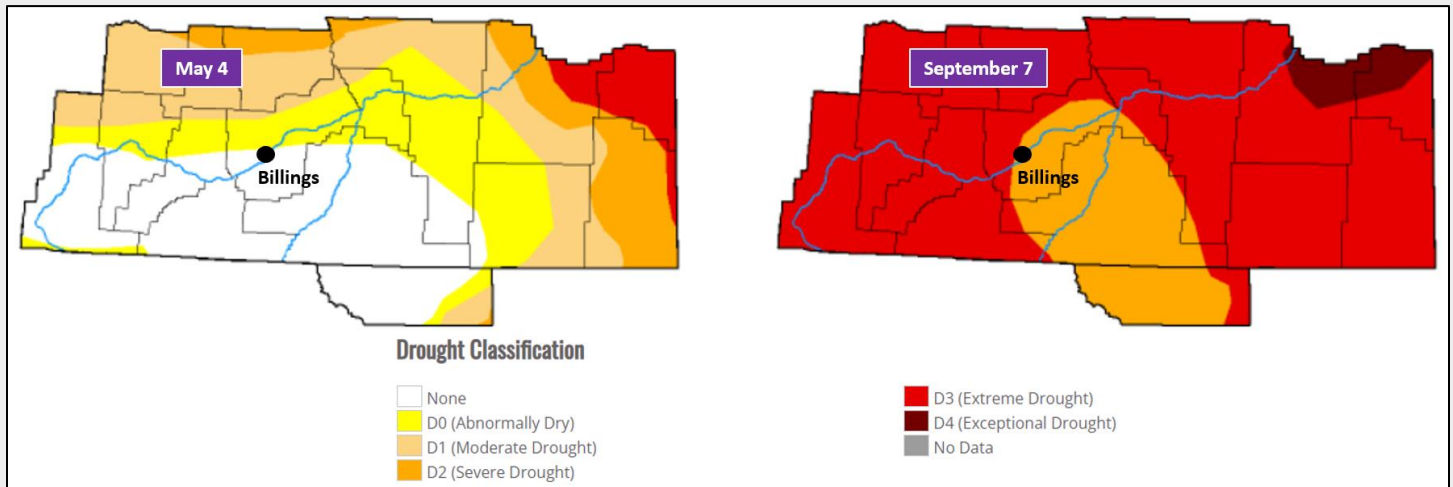 May 4
September 7
Billings
Billings
Drought Classification
None
D0 (Abnormally Dry)
D1 (Moderate Drought)
D2 (Severe Drought)
D3 (Extreme Drought)
D4 (Exceptional Drought)
No Data